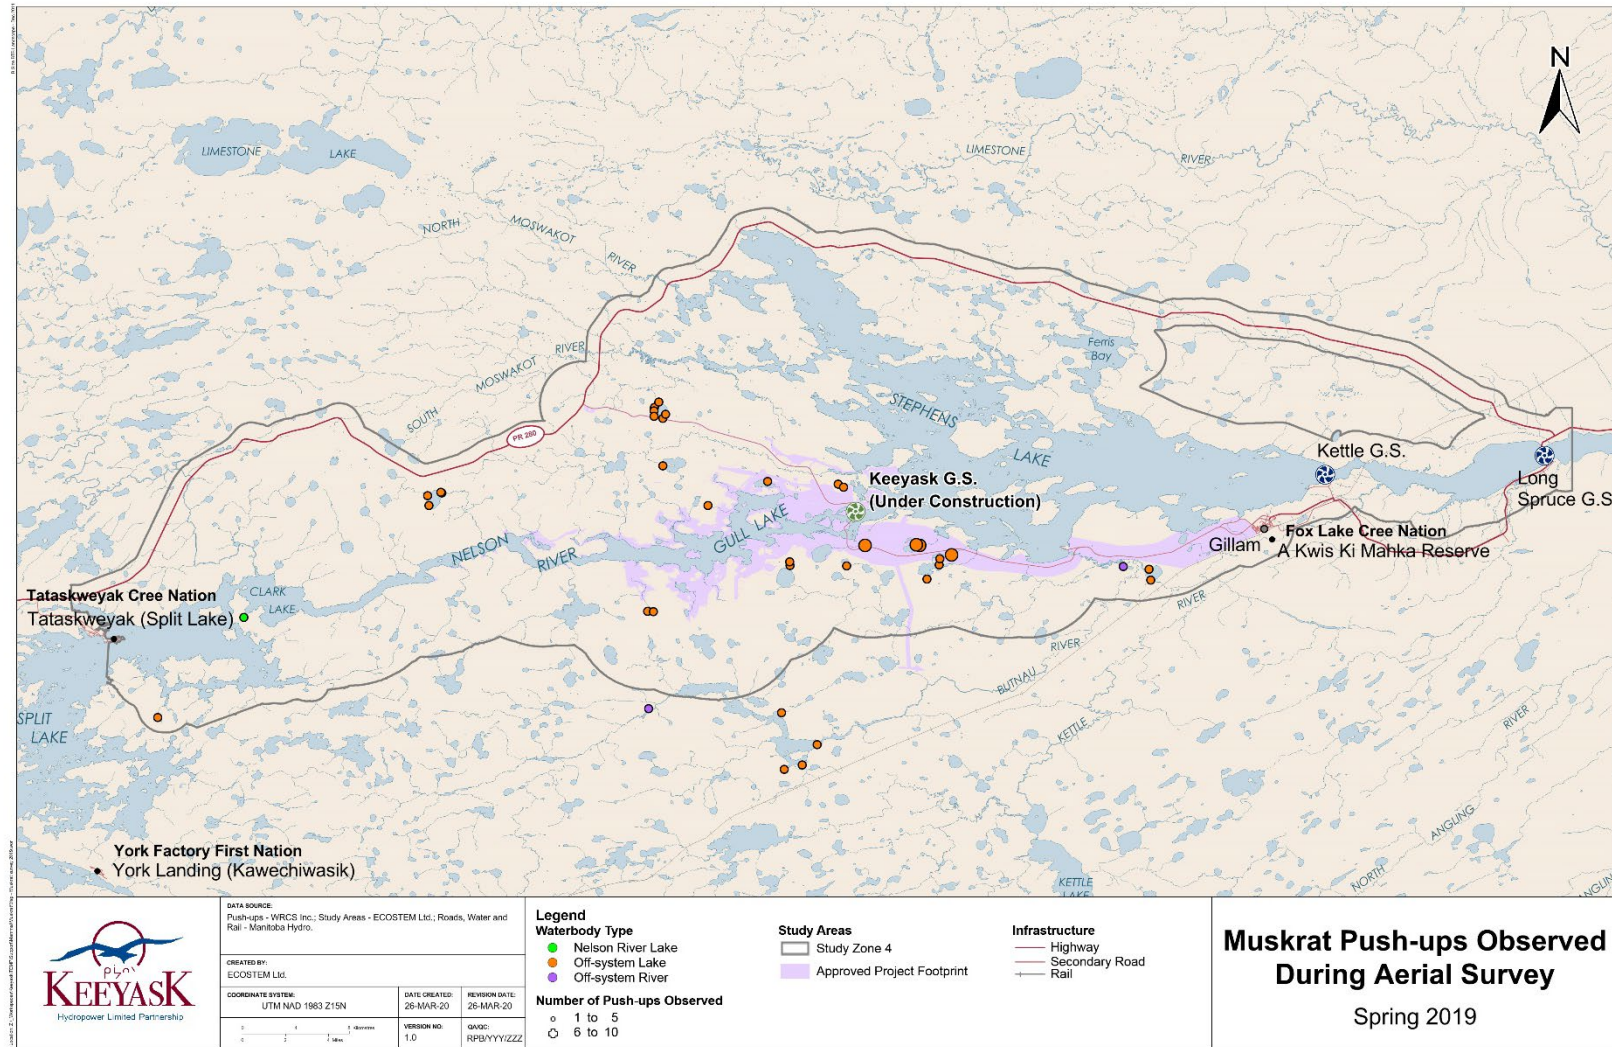 N
LIMESTONE LAKE
LIMESTONE RIVER
NORTH MOSWAKOT RIVER
SOUTH MOSWAKOT RIVER
PR 280
Ferris
Bay
STEPHENS LAKE
Kettle G.S.
Long
Spruce G.S.
Keeyask G.S.
(Under Construction)
GULL LAKE
NELSON RIVER
Fox Lake Cree Nation
Gillam
A Kwis Ki Mahka Reserve
CLARK
LAKE
Tataskweyak Cree Nation
Tataskweyak (Split Lake)
BUTNAU RIVER
KETTLE RIVER
SPLIT
LAKE
NORTH ANGLING RIVER
ANGLING
York Factory First Nation
York Landing (Kawechiwasik)
KETTLE
LAKE
KEEYASK
Hydropower Limited Partnership
DATA SOURCE:
Push-ups - WRCS Inc.; Study Areas - ECOSTEM Ltd.; Roads, Water and
Rail - Manitoba Hydro.
CREATED BY:
ECOSTEM Ltd.
COORDINATE SYSTEM:
UTM NAD 1983 Z15N
DATE CREATED:
26-MAR-20
REVISION DATE:
26-MAR-20
VERSION NO:
1.0
QA/QC:
RPB/YYY/ZZZ
Legend
Waterbody Type
Nelson River Lake
Off-system Lake
Off-system River
Number of Push-ups Observed
1 to 5
6 to 10
Study Areas
Study Zone 4
Approved Project Footprint
Infrastructure
Highway
Secondary Road
Rail
Muskrat Push-ups Observed
During Aerial Survey
Spring 2019